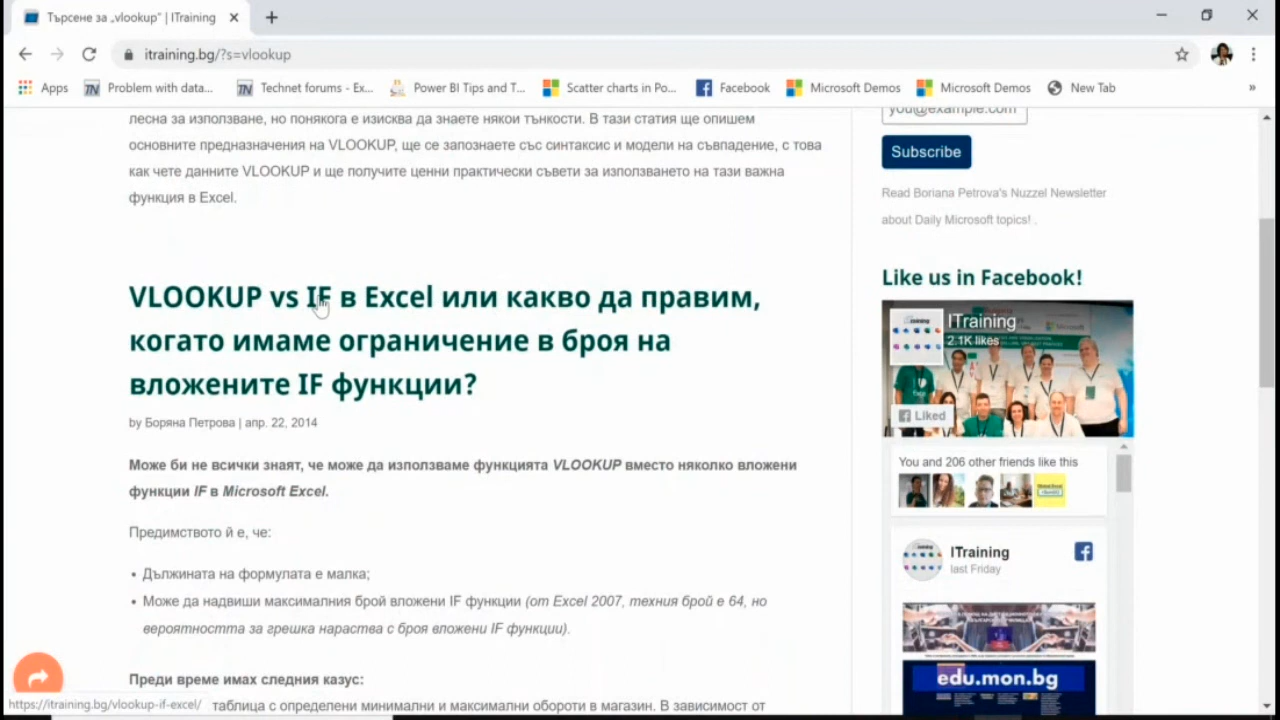 Търсене за „vlookup" | ITraining
itraining.bg/?s=vlookup
Apps
Problem with data...
Technet forums - Ex...
Power BI Tips and T...
Scatter charts in Po...
Facebook
Microsoft Demos
Microsoft Demos
New Tab
лесна за използване, но понякога е изисква да знаете някои тънкости. В тази статия ще опишем
основните предназначения на VLOOKUP, ще се запознаете със синтаксис и модели на съвпадение, с това
как чете данните VLOOKUP и ще получите ценни практически съвети за използването на тази важна
функция в Excel.
VLOOKUP vs IF в Excel или какво да правим,
когато имаме ограничение в броя на
вложените IF функции?
by Боряна Петрова | апр. 22, 2014
Може би не всички знаят, че може да използваме функцията VLOOKUP вместо няколко вложени
функции IF в Microsoft Excel.
Предимството ѝ е, че:
• Дължината на формулата е малка;
• Може да надвиши максималния брой вложени IF функции (от Excel 2007, техния брой е 64, но
вероятността за грешка нараства с броя вложени IF функции).
Преди време имах следния казус:
таблица с определени минимални и максимални обороти в магазин. В зависимост от
https://itraining.bg/vlookup-if-excel/
you@example.com
Subscribe
Read Boriana Petrova's Nuzzel Newsletter
about Daily Microsoft topics! .
Like us in Facebook!
ITraining
2.1K likes
Liked
You and 206 other friends like this
ITraining
last Friday
edu.mon.bg